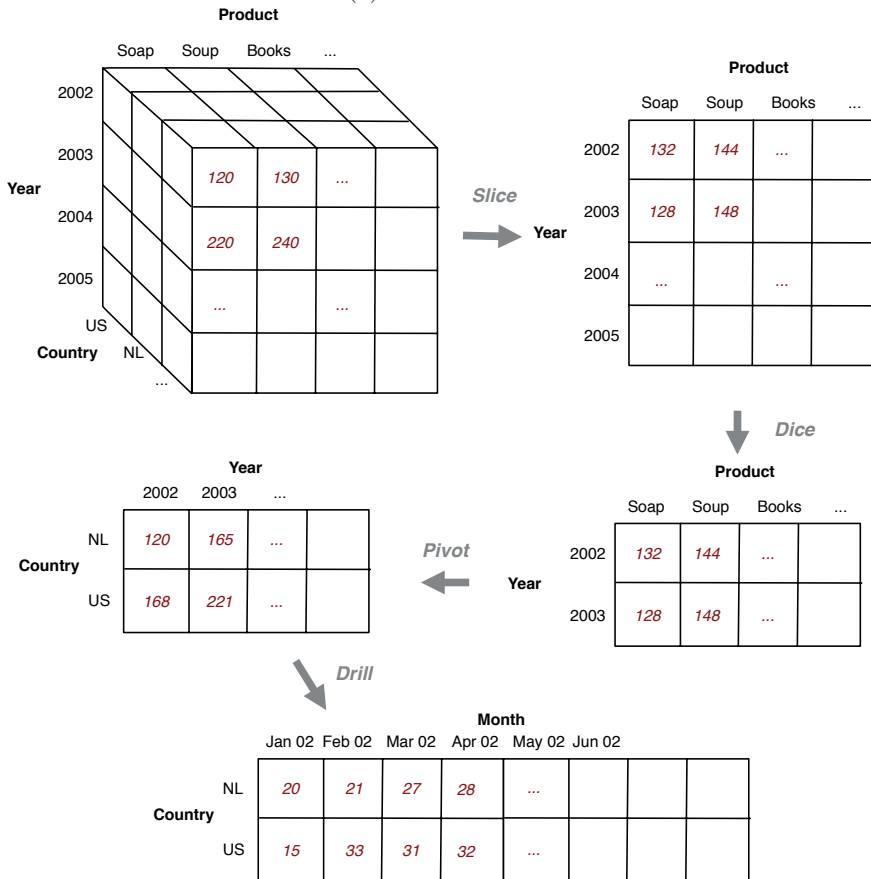 Product
Soap Soup Books ...
2002
2003
Year
2004
2005
US
Country NL
...
120 130 ...
220 240
... ...
Slice
Product
Soap Soup Books ...
2002 132 144 ...
2003 128 148
Year
2004 ... ...
2005
Dice
Product
Soap Soup Books ...
2002 132 144 ...
Year
2003 128 148 ...
Pivot
Year
2002 2003 ...
NL 120 165 ...
Country
US 168 221 ...
Drill
Month
Jan 02 Feb 02 Mar 02 Apr 02 May 02 Jun 02
NL 20 21 27 28 ...
Country
US 15 33 31 32 ...